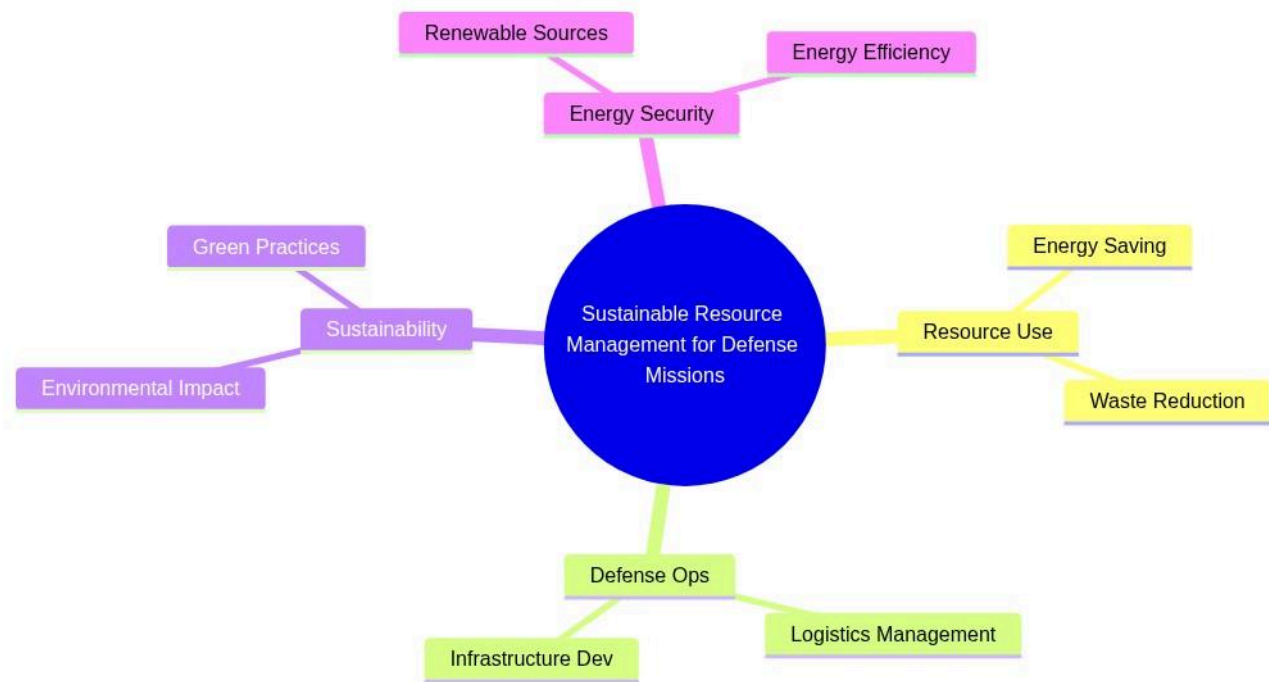 Renewable Sources
Energy Efficiency
Energy Security
Green Practices
Energy Saving
Sustainable Resource
Management for Defense
Missions
Sustainability
Resource Use
Environmental Impact
Waste Reduction
Defense Ops
Logistics Management
Infrastructure Dev